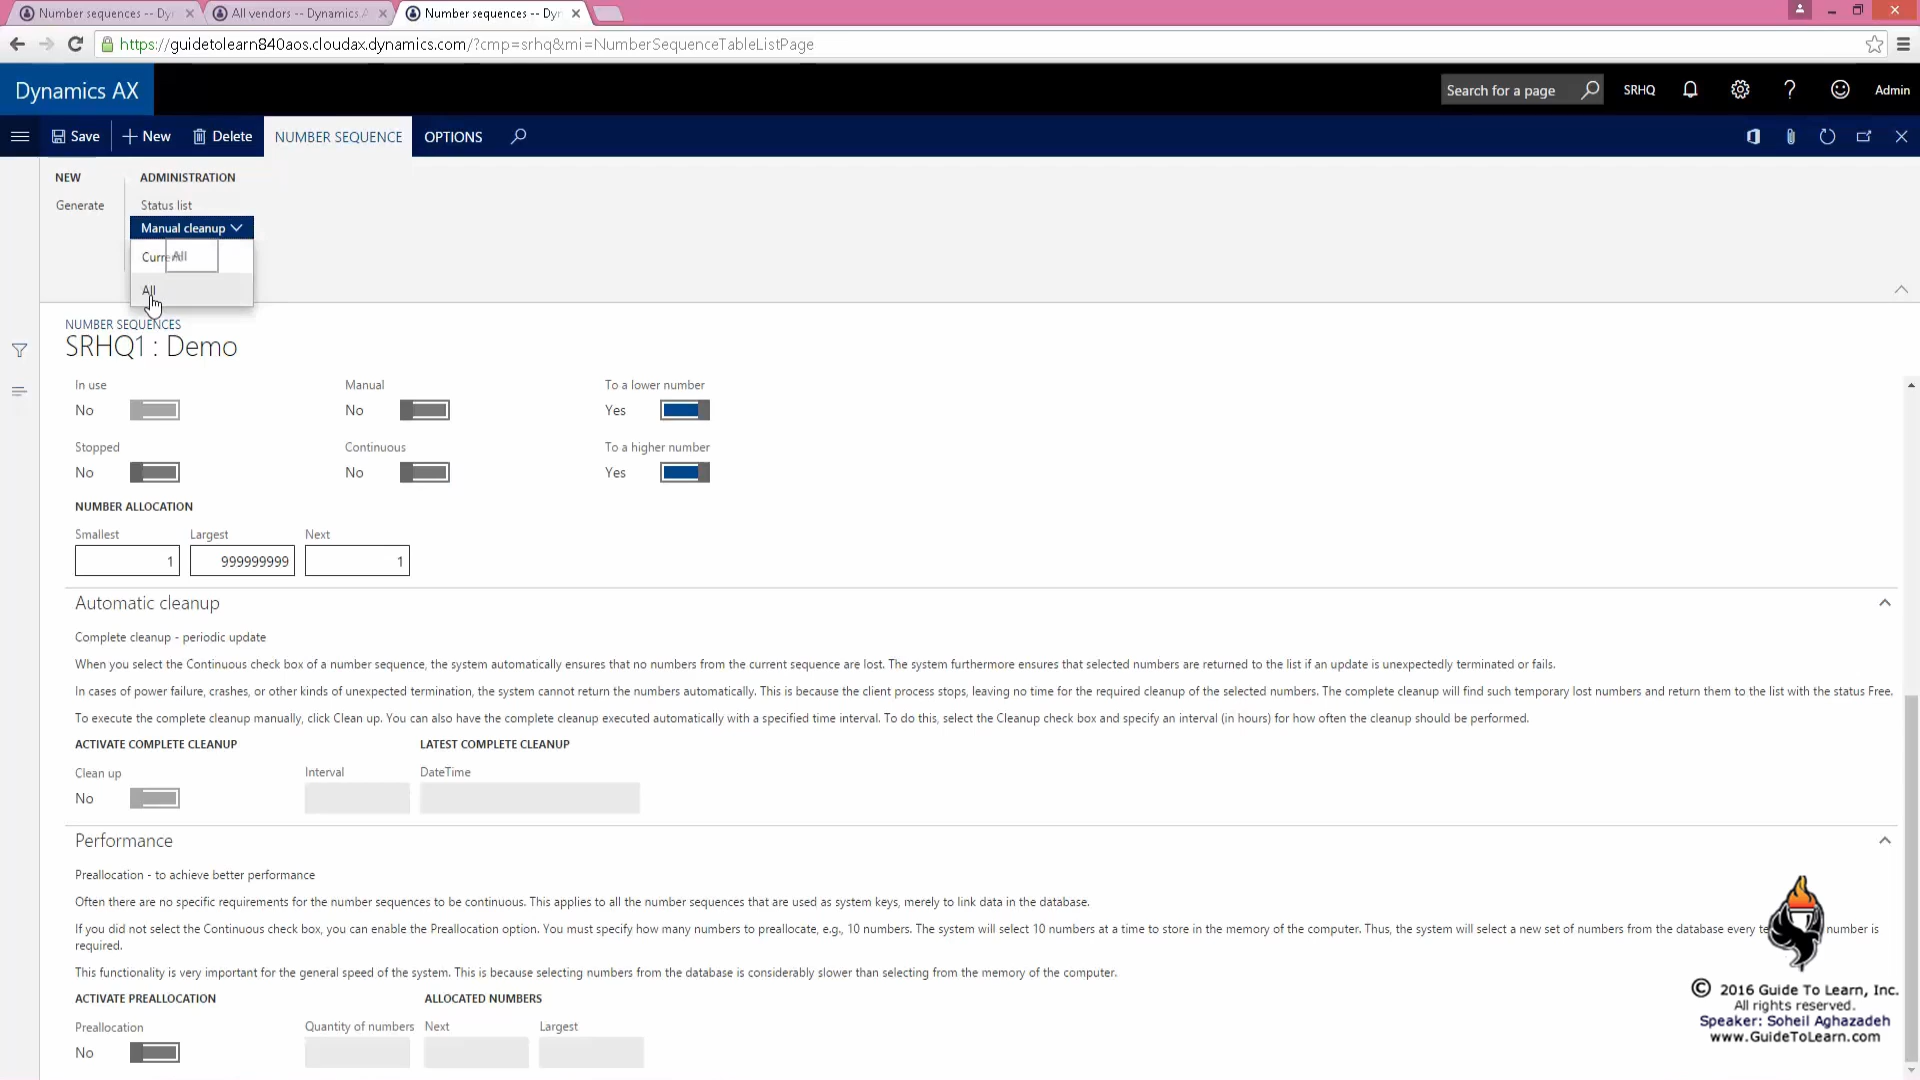 Number sequences -- Dy
All vendors -- Dynamics A
Number sequences -- Dy
https://guidetolearn840aos.cloudax.dynamics.com/?cmp=srhq&mi=NumberSequenceTableListPage
Dynamics AX
Search for a page
SRHQ
Admin
Save
New
Delete
NUMBER SEQUENCE
OPTIONS
NEW
ADMINISTRATION
Generate
Status list
Manual cleanup
All
All
NUMBER SEQUENCES
SRHQ1 : Demo
In use
Manual
To a lower number
No
No
Yes
Stopped
Continuous
To a higher number
No
No
Yes
NUMBER ALLOCATION
Smallest
Largest
Next
1
999999999
1
Automatic cleanup
Complete cleanup - periodic update
When you select the Continuous check box of a number sequence, the system automatically ensures that no numbers from the current sequence are lost. The system furthermore ensures that selected numbers are returned to the list if an update is unexpectedly terminated or fails.
In cases of power failure, crashes, or other kinds of unexpected termination, the system cannot return the numbers automatically. This is because the client process stops, leaving no time for the required cleanup of the selected numbers. The complete cleanup will find such temporary lost numbers and return them to the list with the status Free.
To execute the complete cleanup manually, click Clean up. You can also have the complete cleanup executed automatically with a specified time interval. To do this, select the Cleanup check box and specify an interval (in hours) for how often the cleanup should be performed.
ACTIVATE COMPLETE CLEANUP
LATEST COMPLETE CLEANUP
Clean up
Interval
DateTime
No
Performance
Preallocation - to achieve better performance
Often there are no specific requirements for the number sequences to be continuous. This applies to all the number sequences that are used as system keys, merely to link data in the database.
If you did not select the Continuous check box, you can enable the Preallocation option. You must specify how many numbers to preallocate, e.g., 10 numbers. The system will select 10 numbers at a time to store in the memory of the computer. Thus, the system will select a new set of numbers from the database every number is
required.
This functionality is very important for the general speed of the system. This is because selecting numbers from the database is considerably slower than selecting from the memory of the computer.
ACTIVATE PREALLOCATION
ALLOCATED NUMBERS
Preallocation
Quantity of numbers
Next
Largest
No
© 2016 Guide To Learn, Inc.
All rights reserved.
Speaker: Soheil Aghazadeh
www.GuideToLearn.com